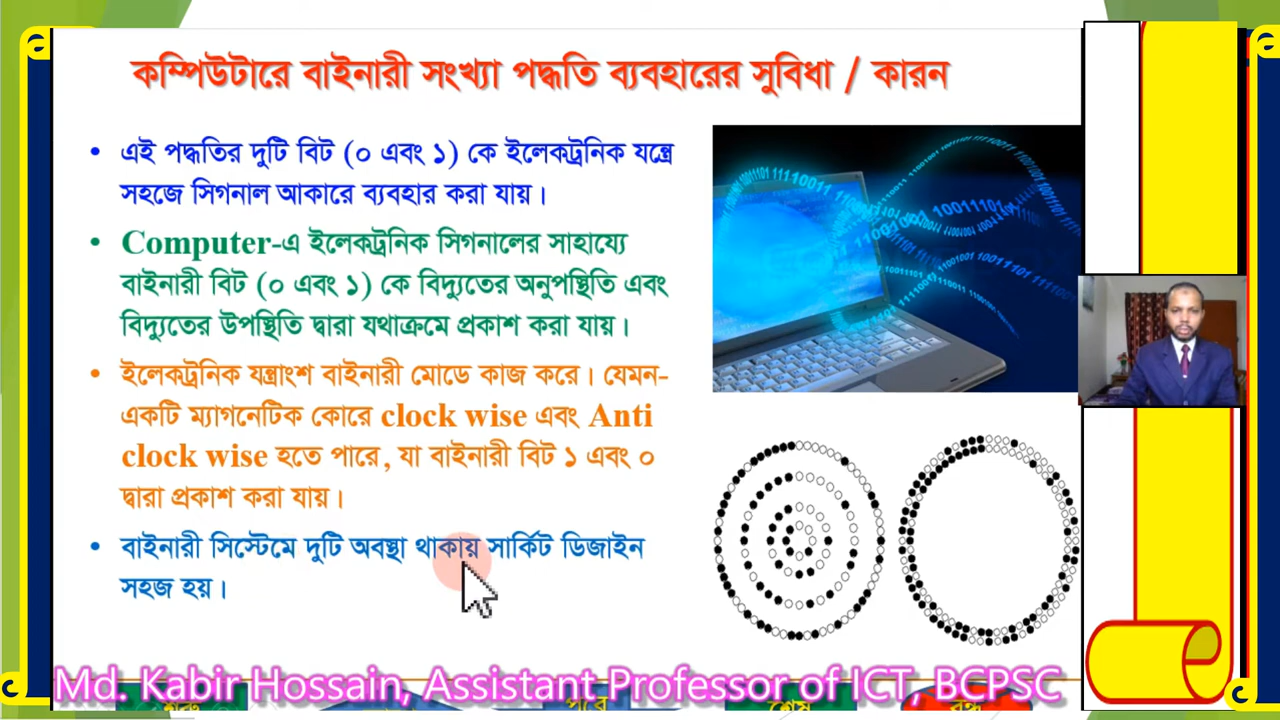 কম্পিউটারে বাইনারী সংখ্যা পদ্ধতি ব্যবহারের সুবিধা / কারন
• এই পদ্ধতির দুটি বিট (০ এবং ১) কে ইলেকট্রনিক যন্ত্রে
সহজে সিগনাল আকারে ব্যবহার করা যায়।
• Computer-এ ইলেকট্রনিক সিগনালের সাহায্যে
বাইনারী বিট (০ এবং ১) কে বিদ্যুতের অনুপস্থিতি এবং
বিদ্যুতের উপস্থিতি দ্বারা যথাক্রমে প্রকাশ করা যায়।
• ইলেকট্রনিক যন্ত্রাংশ বাইনারী মোডে কাজ করে। যেমন-
একটি ম্যাগনেটিক কোরে clock wise এবং Anti
clock wise হতে পারে, যা বাইনারী বিট ১ এবং ০
দ্বারা প্রকাশ করা যায়।
• বাইনারী সিস্টেমে দুটি অবস্থা থাকায় সার্কিট ডিজাইন
সহজ হয়।
Md. Kabir Hossain, Assistant Professor of ICT, BCPSC